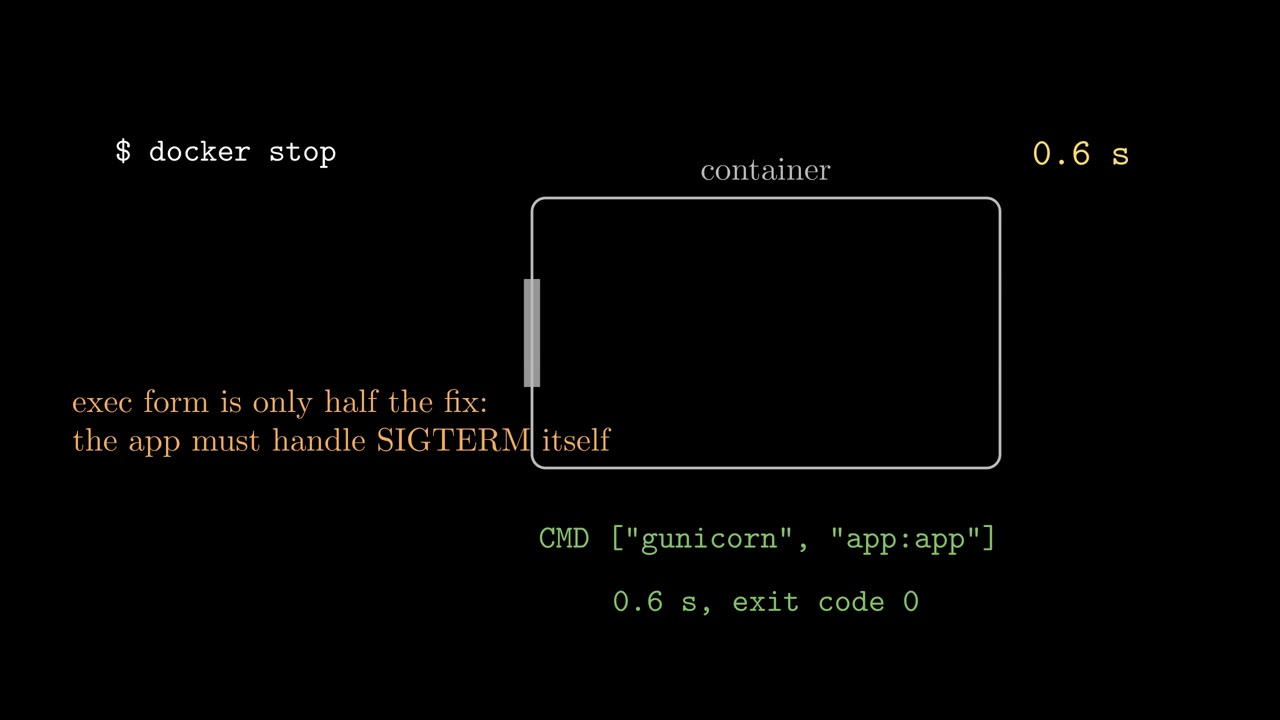 $ docker stop
0.6 s
container
exec form is only half the fix:
the app must handle SIGTERM itself
CMD ["gunicorn", "app:app"]
0.6 s, exit code 0